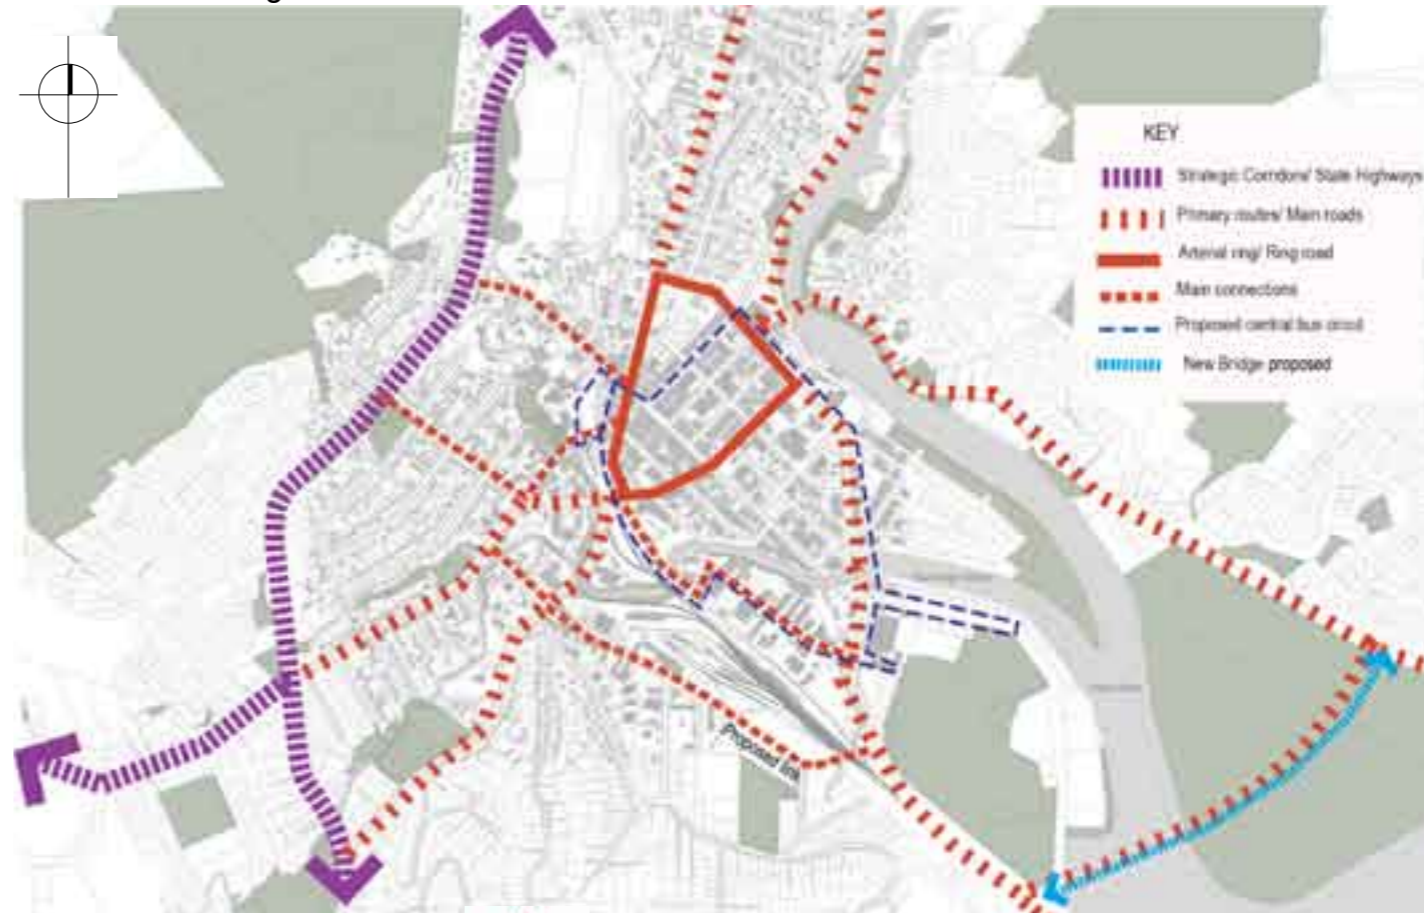 KEY
Strategic Corridors/ State Highways
Primary routes/ Main roads
Arterial ring/ Ring road
Main connections
Proposed central bus circuit
New Bridge proposed
Proposed link